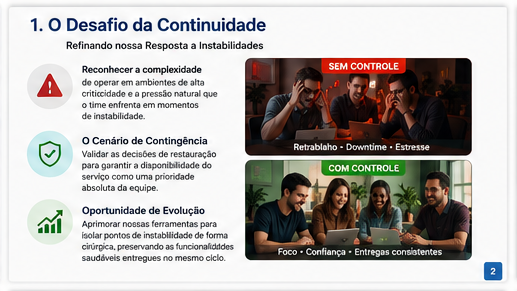 1. O Desafio da Continuidade
Refinando nossa Resposta a Instabilidades
Reconhecer a complexidade
de operar em ambientes de alta
criticcidade e a pressão natural que
o time enfrenta em momentos
de instabilidade.
O Cenário de Contingência
Validar as decisões de restauração
para garantir a disponibilidade do
serviço como uma prioridade
absoluta da equipe.
Oportunidade de Evolução
Aprimorar nossas ferramentas para
isolar pontos de instabilidade de forma
cirúrgica, preservando as funcionaliddades
saudáveis entregues no mesmo ciclo.
SEM CONTROLE
Retrablaho • Downtime • Estresse
COM CONTROLE
Foco • Confiança • Entregas consistentes
2